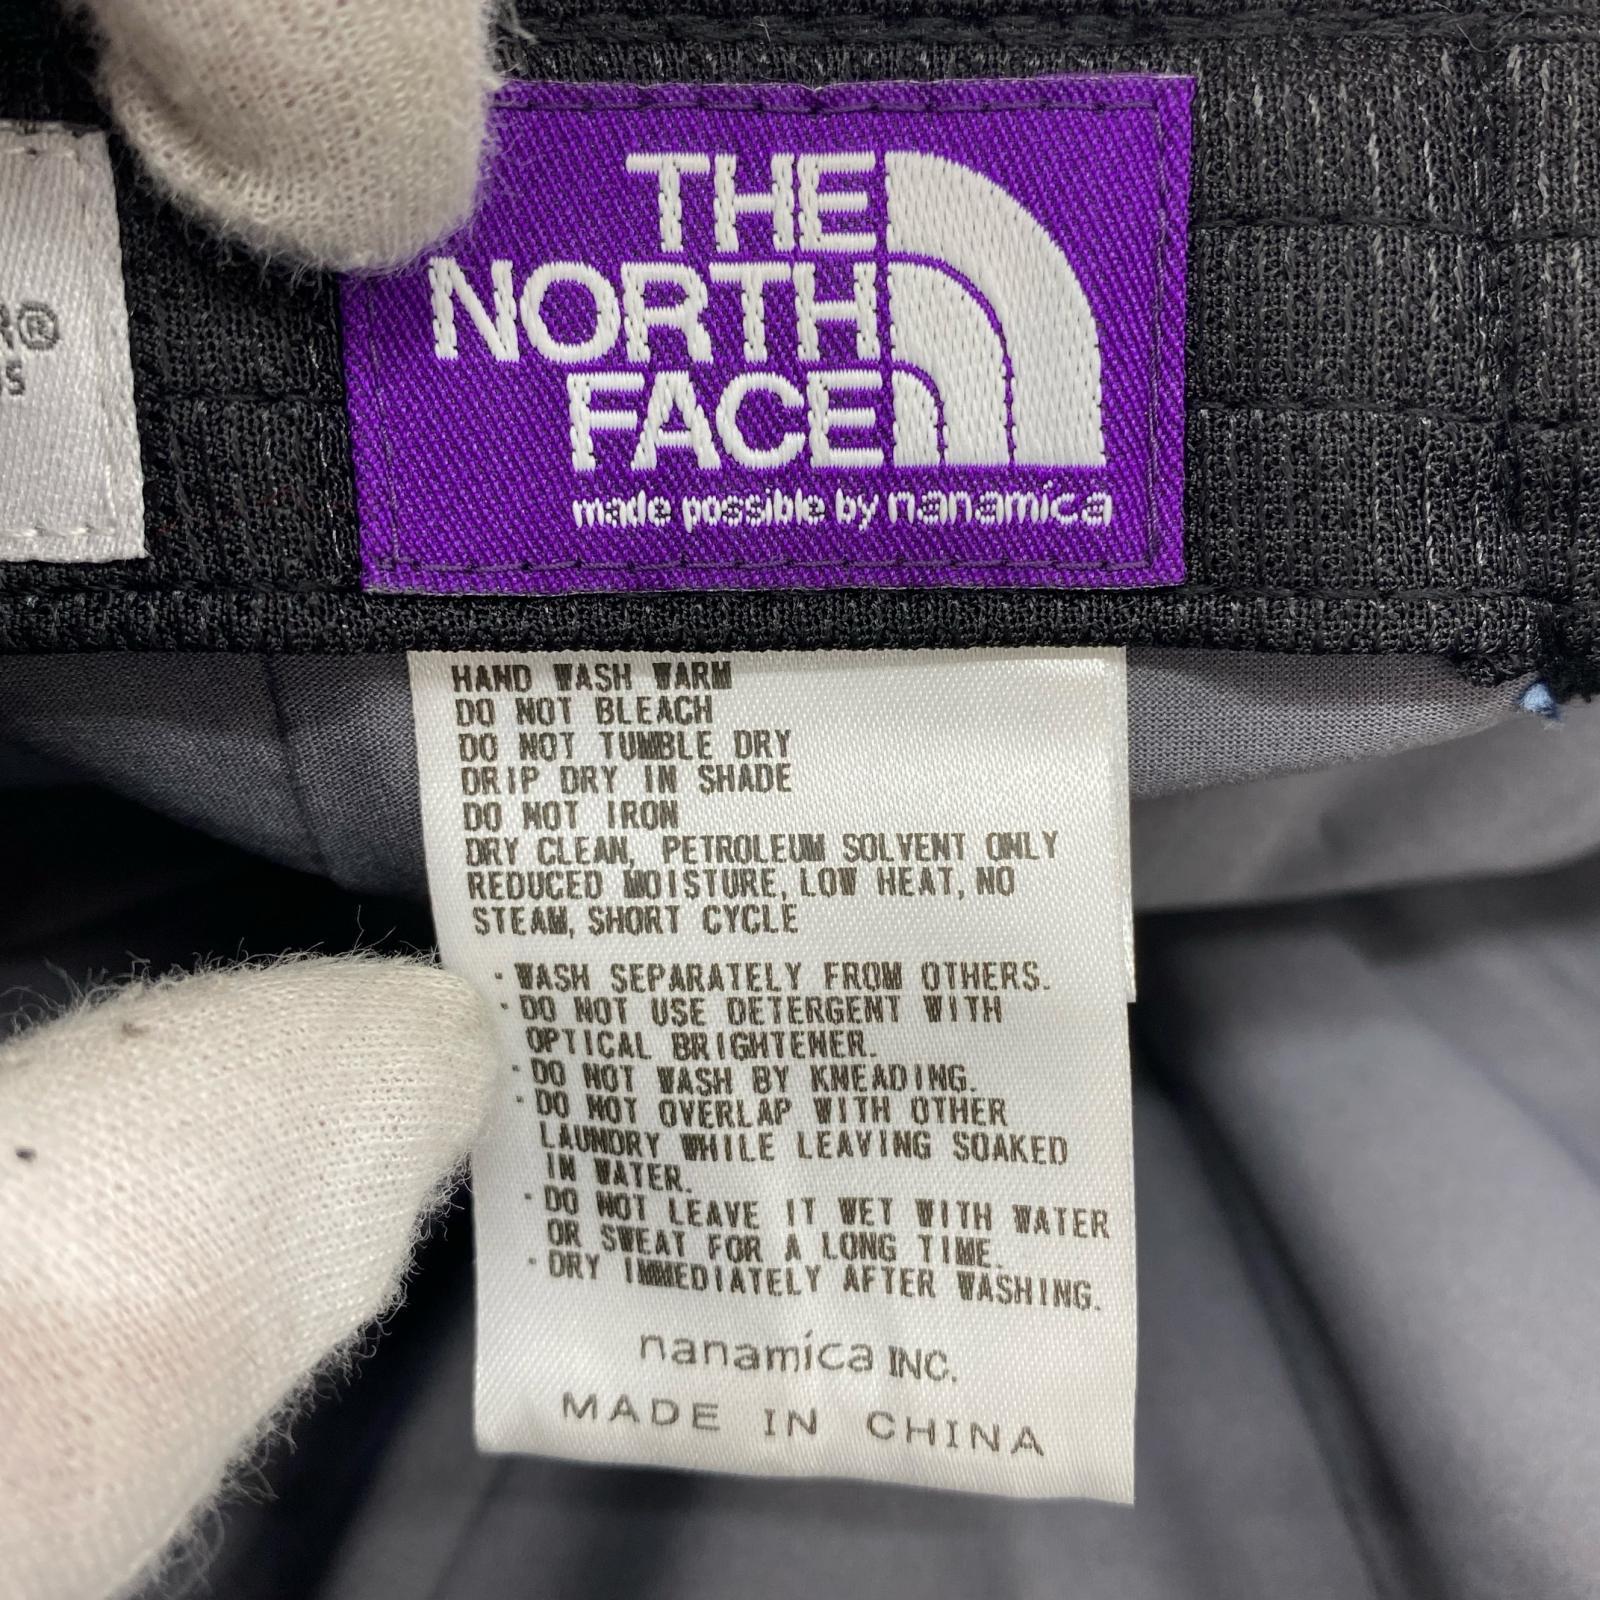 THE
NORTH
FACE
made possible by nanamica
R®
HAND WASH WARM
DO NOT BLEACH
DO NOT TUMBLE DRY
DRIP DRY IN SHADE
DO NOT IRON
DRY CLEAN, PETROLEUM SOLVENT ONLY
REDUCED MOISTURE, LOW HEAT, NO
STEAM, SHORT CYCLE
・WASH SEPARATELY FROM OTHERS.
・DO NOT USE DETERGENT WITH
OPTICAL BRIGHTENER.
・DO NOT WASH BY KNEADING.
・DO NOT OVERLAP WITH OTHER
LAUNDRY WHILE LEAVING SOAKED
IN WATER.
・DO NOT LEAVE IT WET WITH WATER
OR SWEAT FOR A LONG TIME.
・DRY IMMEDIATELY AFTER WASHING.
nanamica INC.
MADE IN CHINA